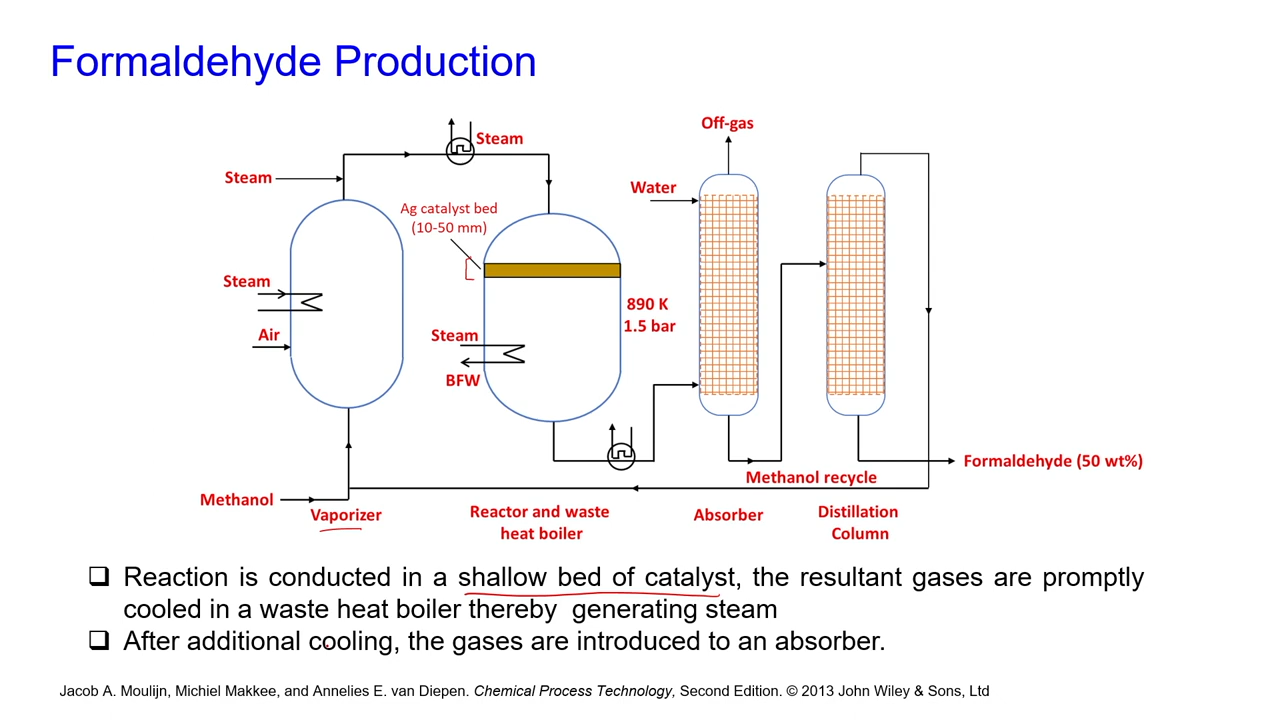 Formaldehyde Production
Off-gas
Steam
Steam
Water
Ag catalyst bed
(10-50 mm)
Steam
890 K
1.5 bar
Air
Steam
BFW
Formaldehyde (50 wt%)
Methanol recycle
Methanol
Vaporizer
Reactor and waste
heat boiler
Absorber
Distillation
Column
Reaction is conducted in a shallow bed of catalyst, the resultant gases are promptly
cooled in a waste heat boiler thereby generating steam
After additional cooling, the gases are introduced to an absorber.
Jacob A. Moulijn, Michiel Makkee, and Annelies E. van Diepen. Chemical Process Technology, Second Edition. © 2013 John Wiley & Sons, Ltd